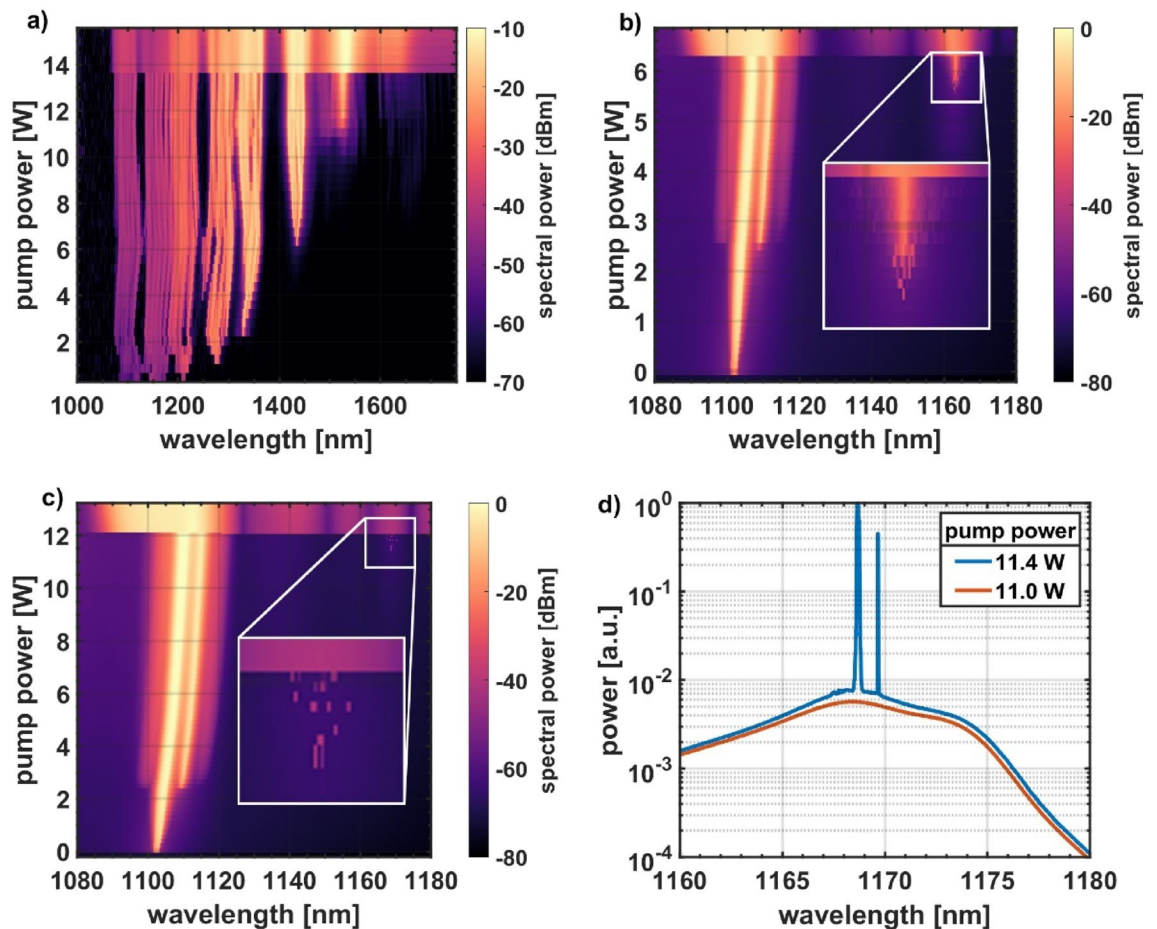 a)
pump power [W]
14
12
10
8
6
4
2
1000 1200 1400 1600
wavelength [nm]
-10
-20
-30
-40
-50
-60
-70
spectral power [dBm]
b)
pump power [W]
6
5
4
3
2
1
0
1080 1100 1120 1140 1160 1180
wavelength [nm]
0
-20
-40
-60
-80
spectral power [dBm]
c)
pump power [W]
12
10
8
6
4
2
0
1080 1100 1120 1140 1160 1180
wavelength [nm]
0
-20
-40
-60
-80
spectral power [dBm]
d)
power [a.u.]
10^0
10^-1
10^-2
10^-3
10^-4
pump power
11.4 W
11.0 W
1160 1165 1170 1175 1180
wavelength [nm]